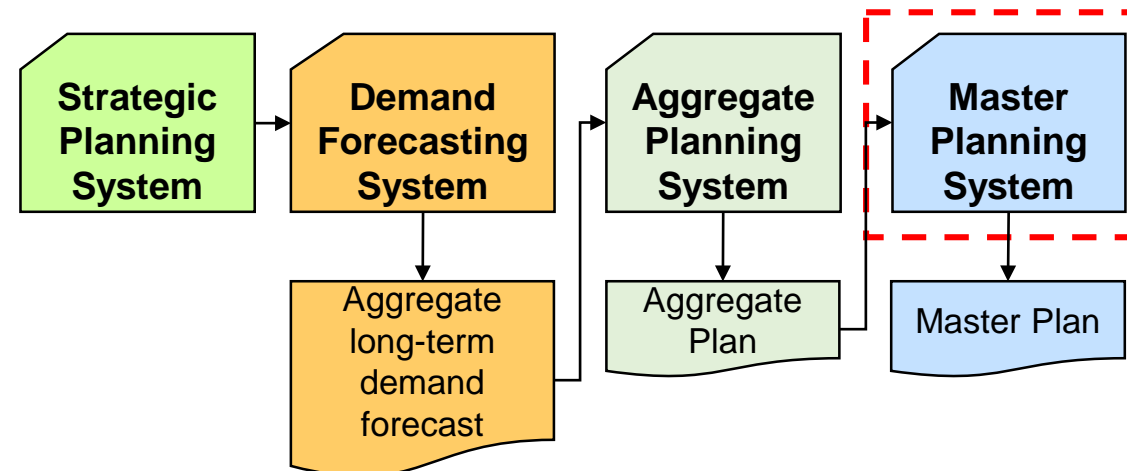 Strategic
Planning
System
Demand
Forecasting
System
Aggregate
Planning
System
Master
Planning
System
Aggregate
long-term
demand
forecast
Aggregate
Plan
Master Plan